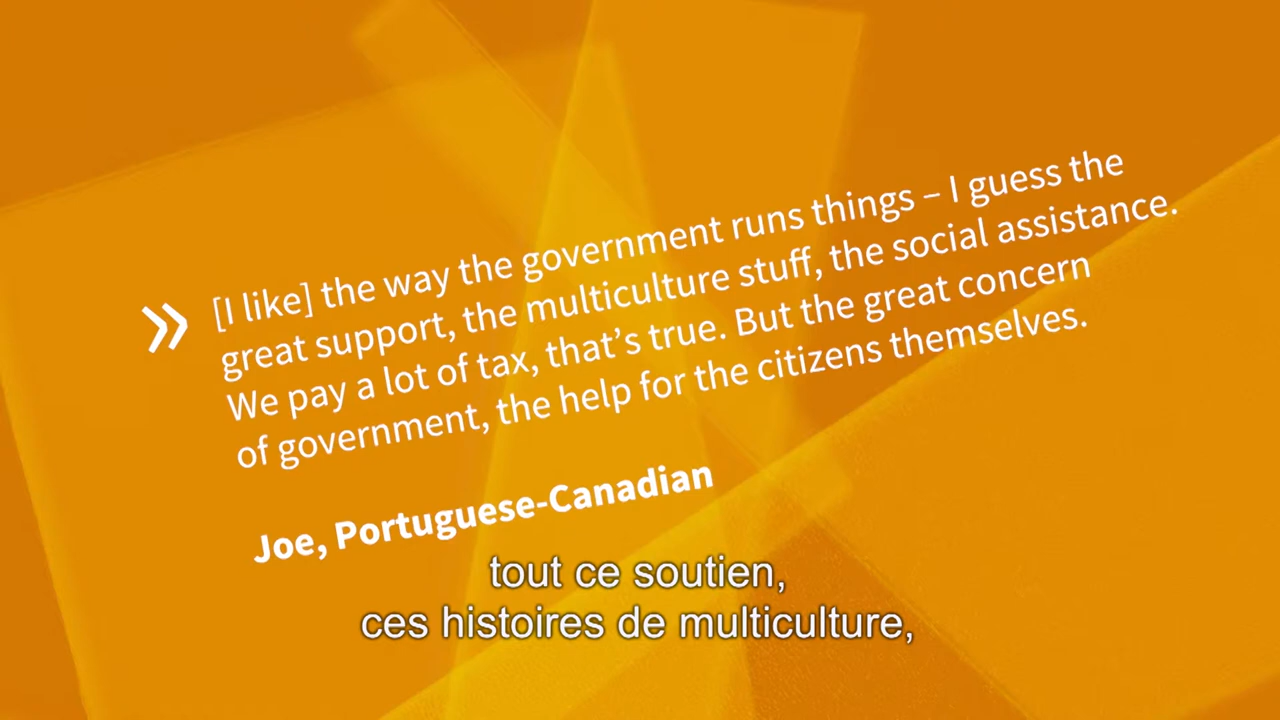 » [I like] the way the government runs things – I guess the
great support, the multiculture stuff, the social assistance.
We pay a lot of tax, that’s true. But the great concern
of government, the help for the citizens themselves.
Joe, Portuguese-Canadian
tout ce soutien,
ces histoires de multiculture,